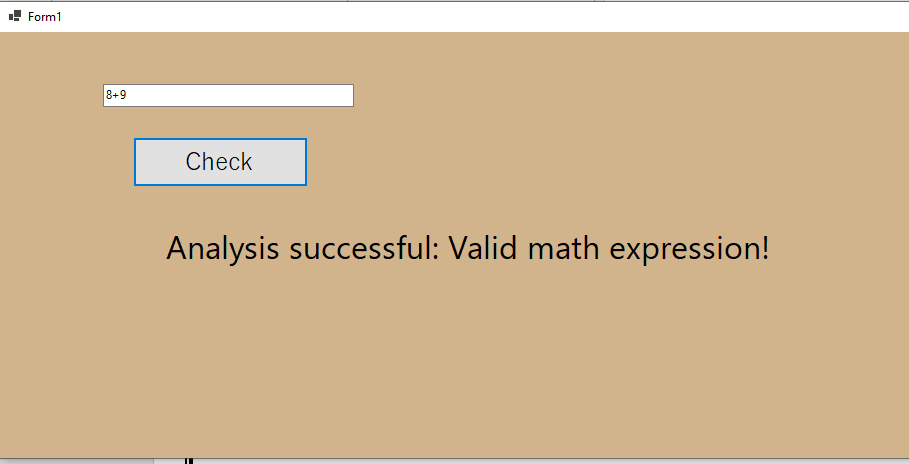 Form1
8+9
Check
Analysis successful: Valid math expression!